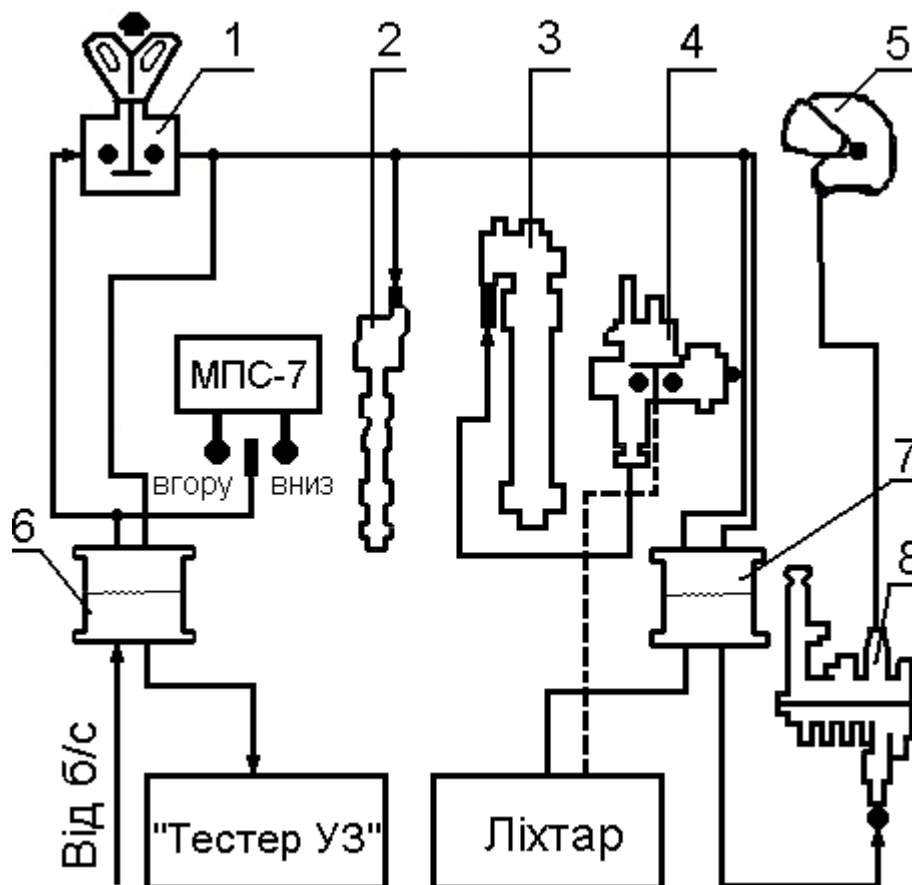 1
2
3
4
5
МПС-7
вгору
вниз
6
7
8
Від б/с
"Тестер УЗ"
Ліхтар